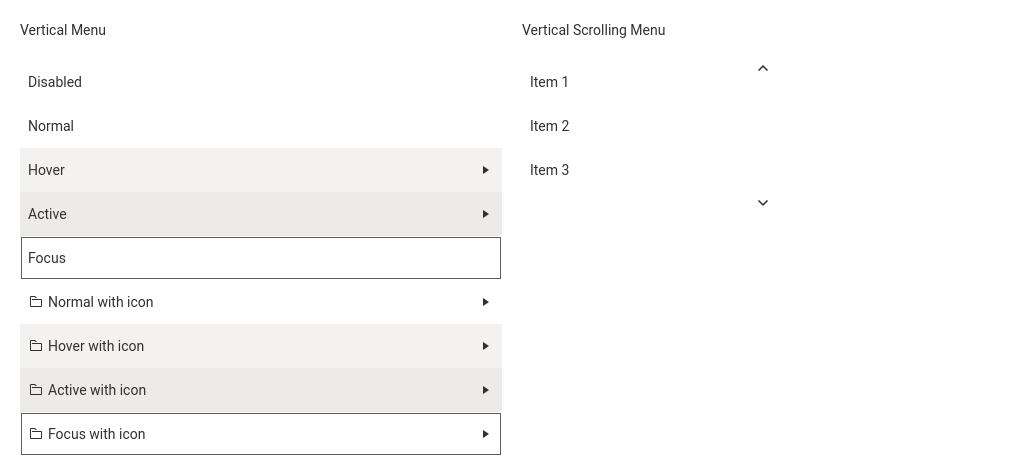 Vertical Menu
Disabled
Normal
Hover
Active
Focus
Normal with icon
Hover with icon
Active with icon
Focus with icon
Vertical Scrolling Menu
Item 1
Item 2
Item 3